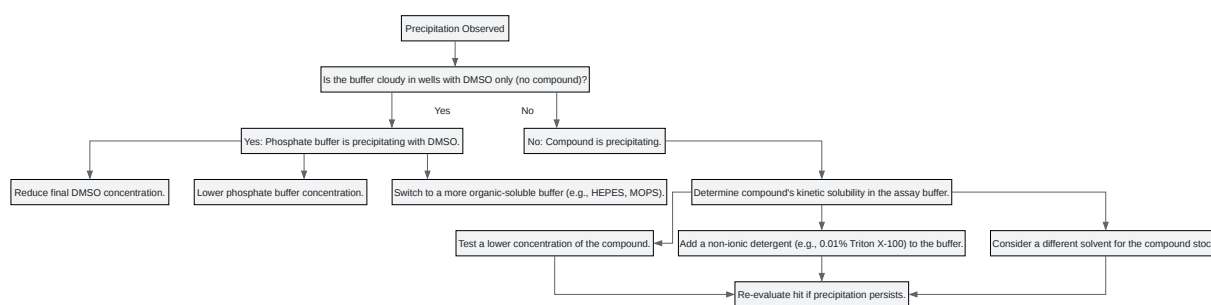 Precipitation Observed
Is the buffer cloudy in wells with DMSO only (no compound)?
Yes
No
Yes: Phosphate buffer is precipitating with DMSO.
No: Compound is precipitating.
Reduce final DMSO concentration.
Lower phosphate buffer concentration.
Switch to a more organic-soluble buffer (e.g., HEPES, MOPS).
Determine compound's kinetic solubility in the assay buffer.
Test a lower concentration of the compound.
Add a non-ionic detergent (e.g., 0.01% Triton X-100) to the buffer.
Consider a different solvent for the compound stoc
Re-evaluate hit if precipitation persists.